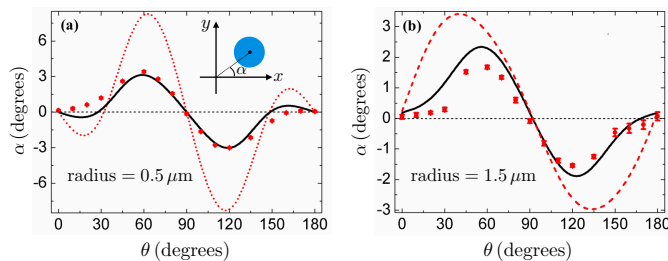 (a)
y
α
x
radius = 0.5 μm
6
3
0
-3
-6
0 30 60 90 120 150 180
α (degrees)
θ (degrees)
(b)
radius = 1.5 μm
3
2
1
0
-1
-2
-3
0 30 60 90 120 150 180
α (degrees)
θ (degrees)